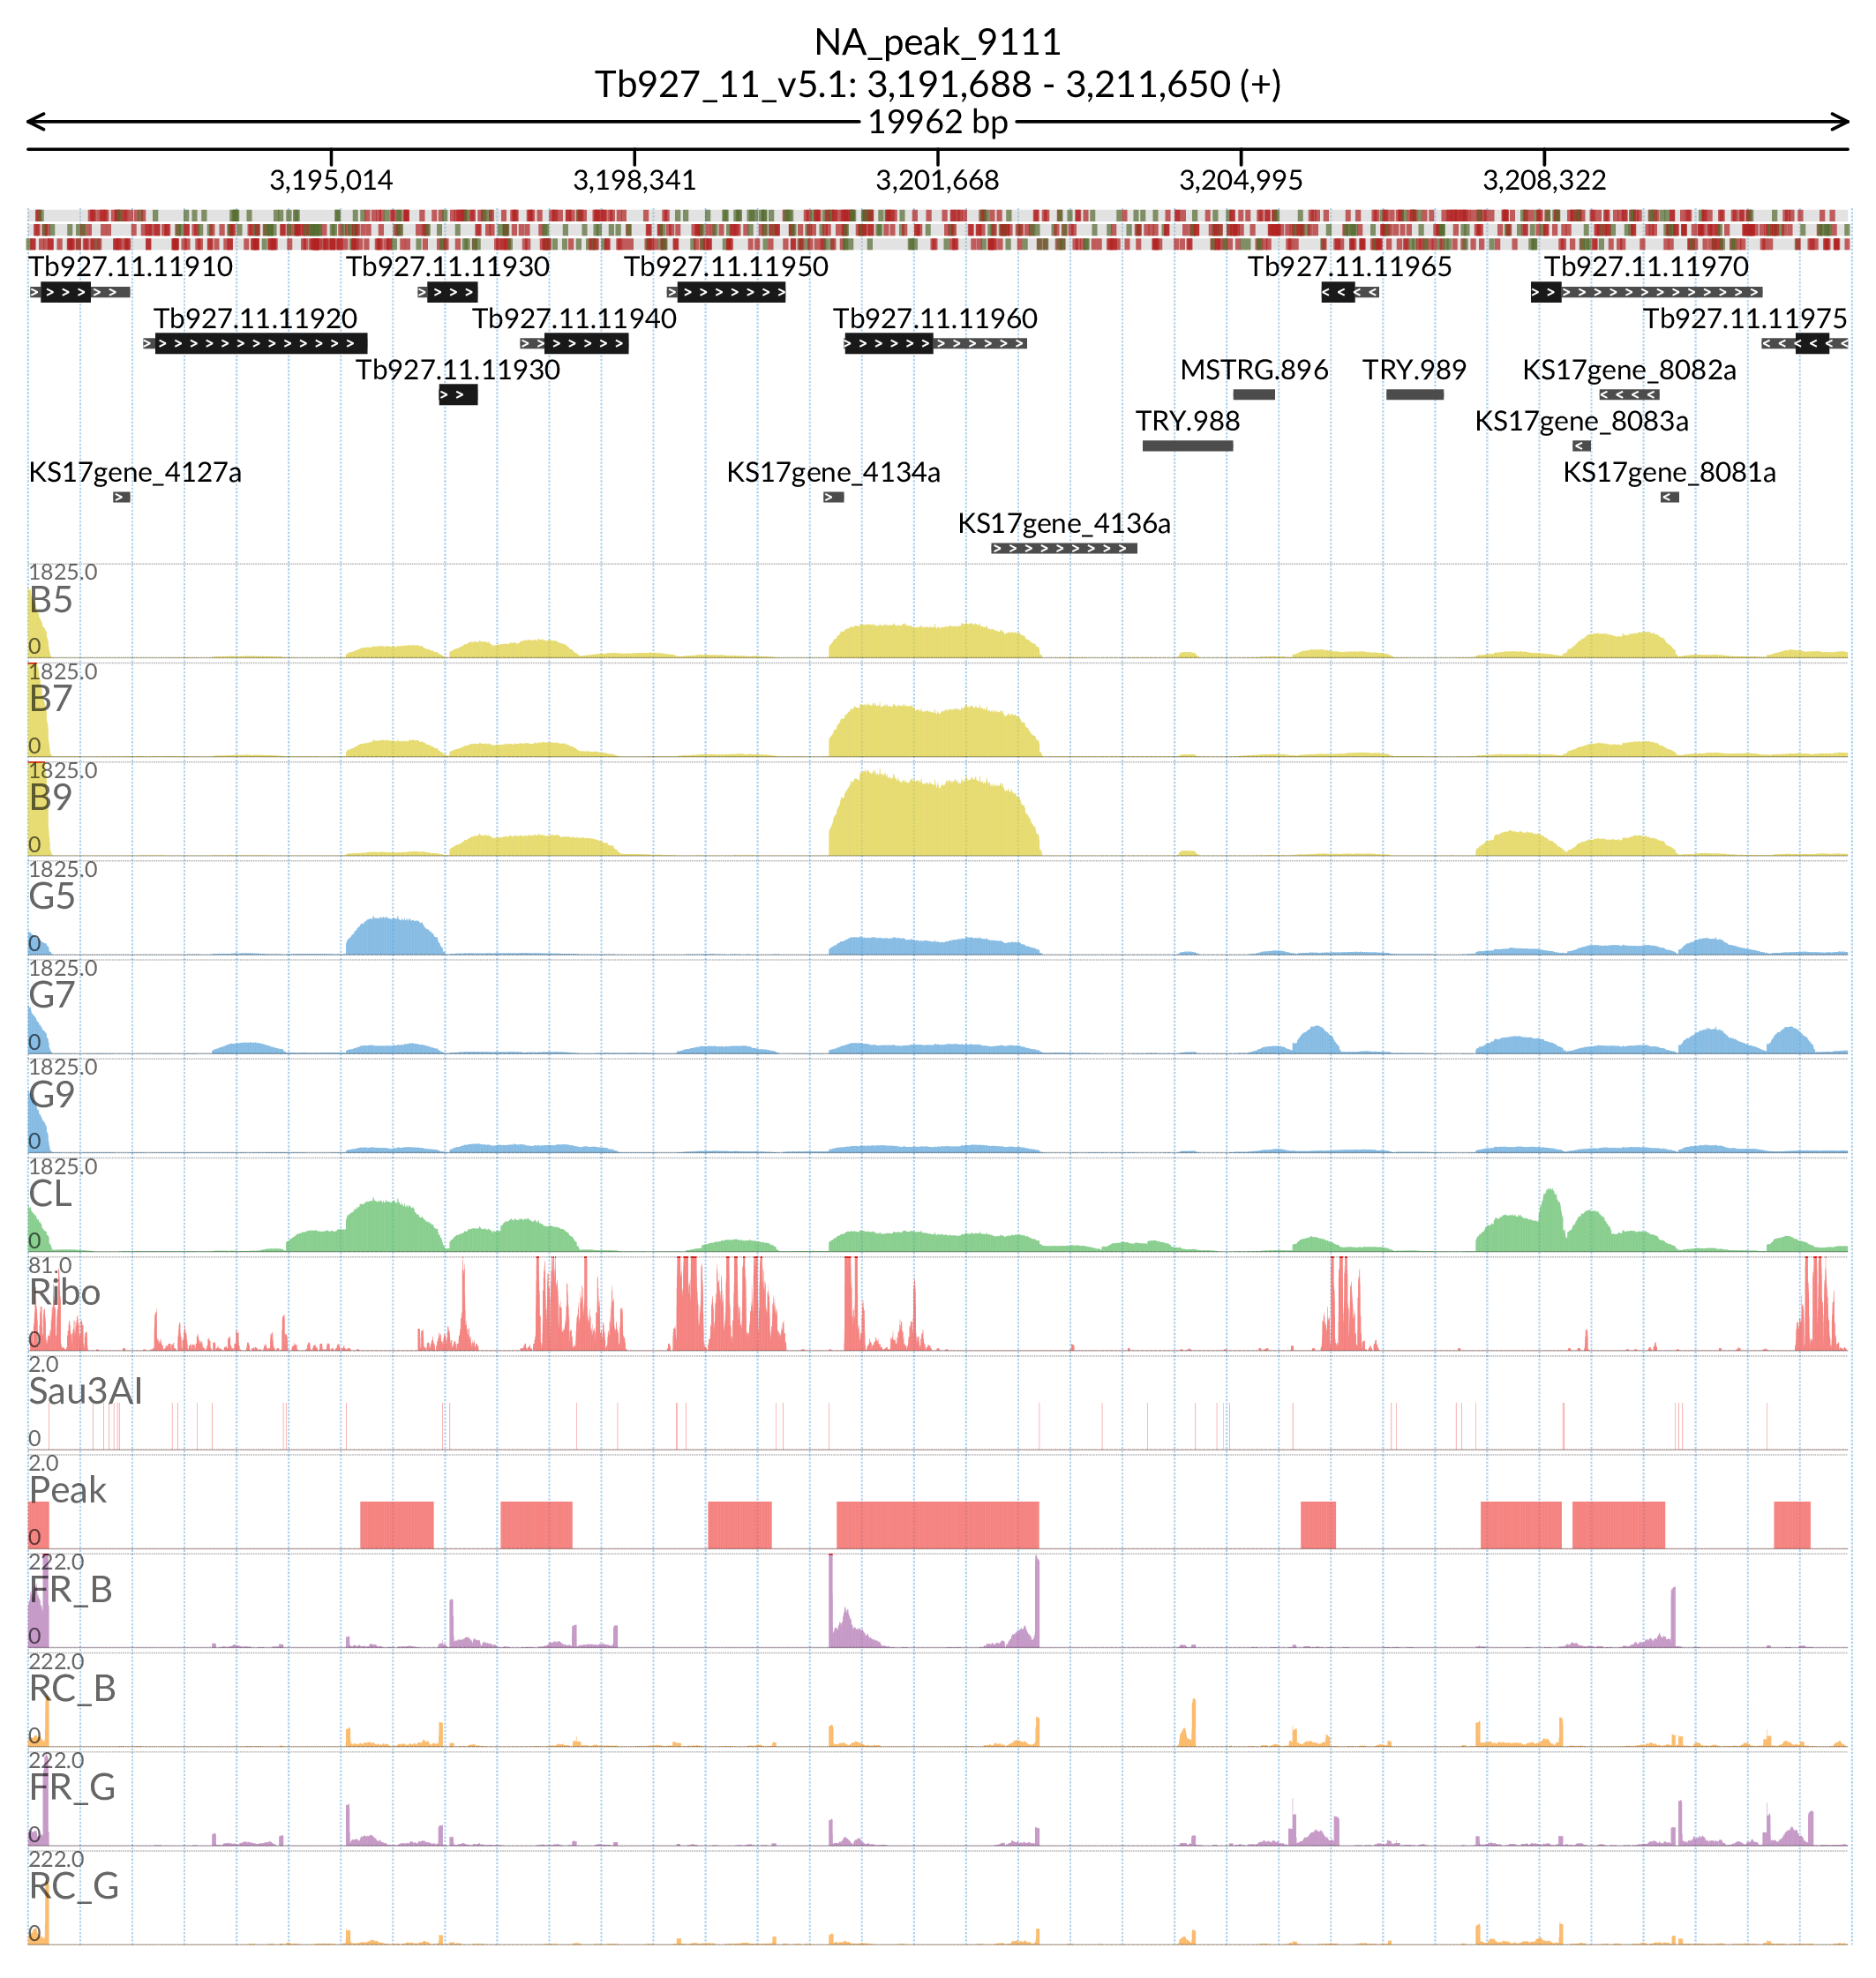 NA_peak_9111
Tb927_11_v5.1: 3,191,688 - 3,211,650 (+)
19962 bp
3,195,014 3,198,341 3,201,668 3,204,995 3,208,322
Tb927.11.11910 Tb927.11.11930 Tb927.11.11950 Tb927.11.11965 Tb927.11.11970
Tb927.11.11920 Tb927.11.11940 Tb927.11.11960 Tb927.11.11975
Tb927.11.11930 MSTRG.896 TRY.989 KS17gene_8082a
TRY.988 KS17gene_8083a
KS17gene_4127a KS17gene_4134a KS17gene_8081a
KS17gene_4136a
1825.0
B5
0
1825.0
B7
0
1825.0
B9
0
1825.0
G5
0
1825.0
G7
0
1825.0
G9
0
1825.0
CL
0
81.0
Ribo
0
2.0
Sau3AI
0
2.0
Peak
0
222.0
FR_B
0
222.0
RC_B
0
222.0
FR_G
0
222.0
RC_G
0